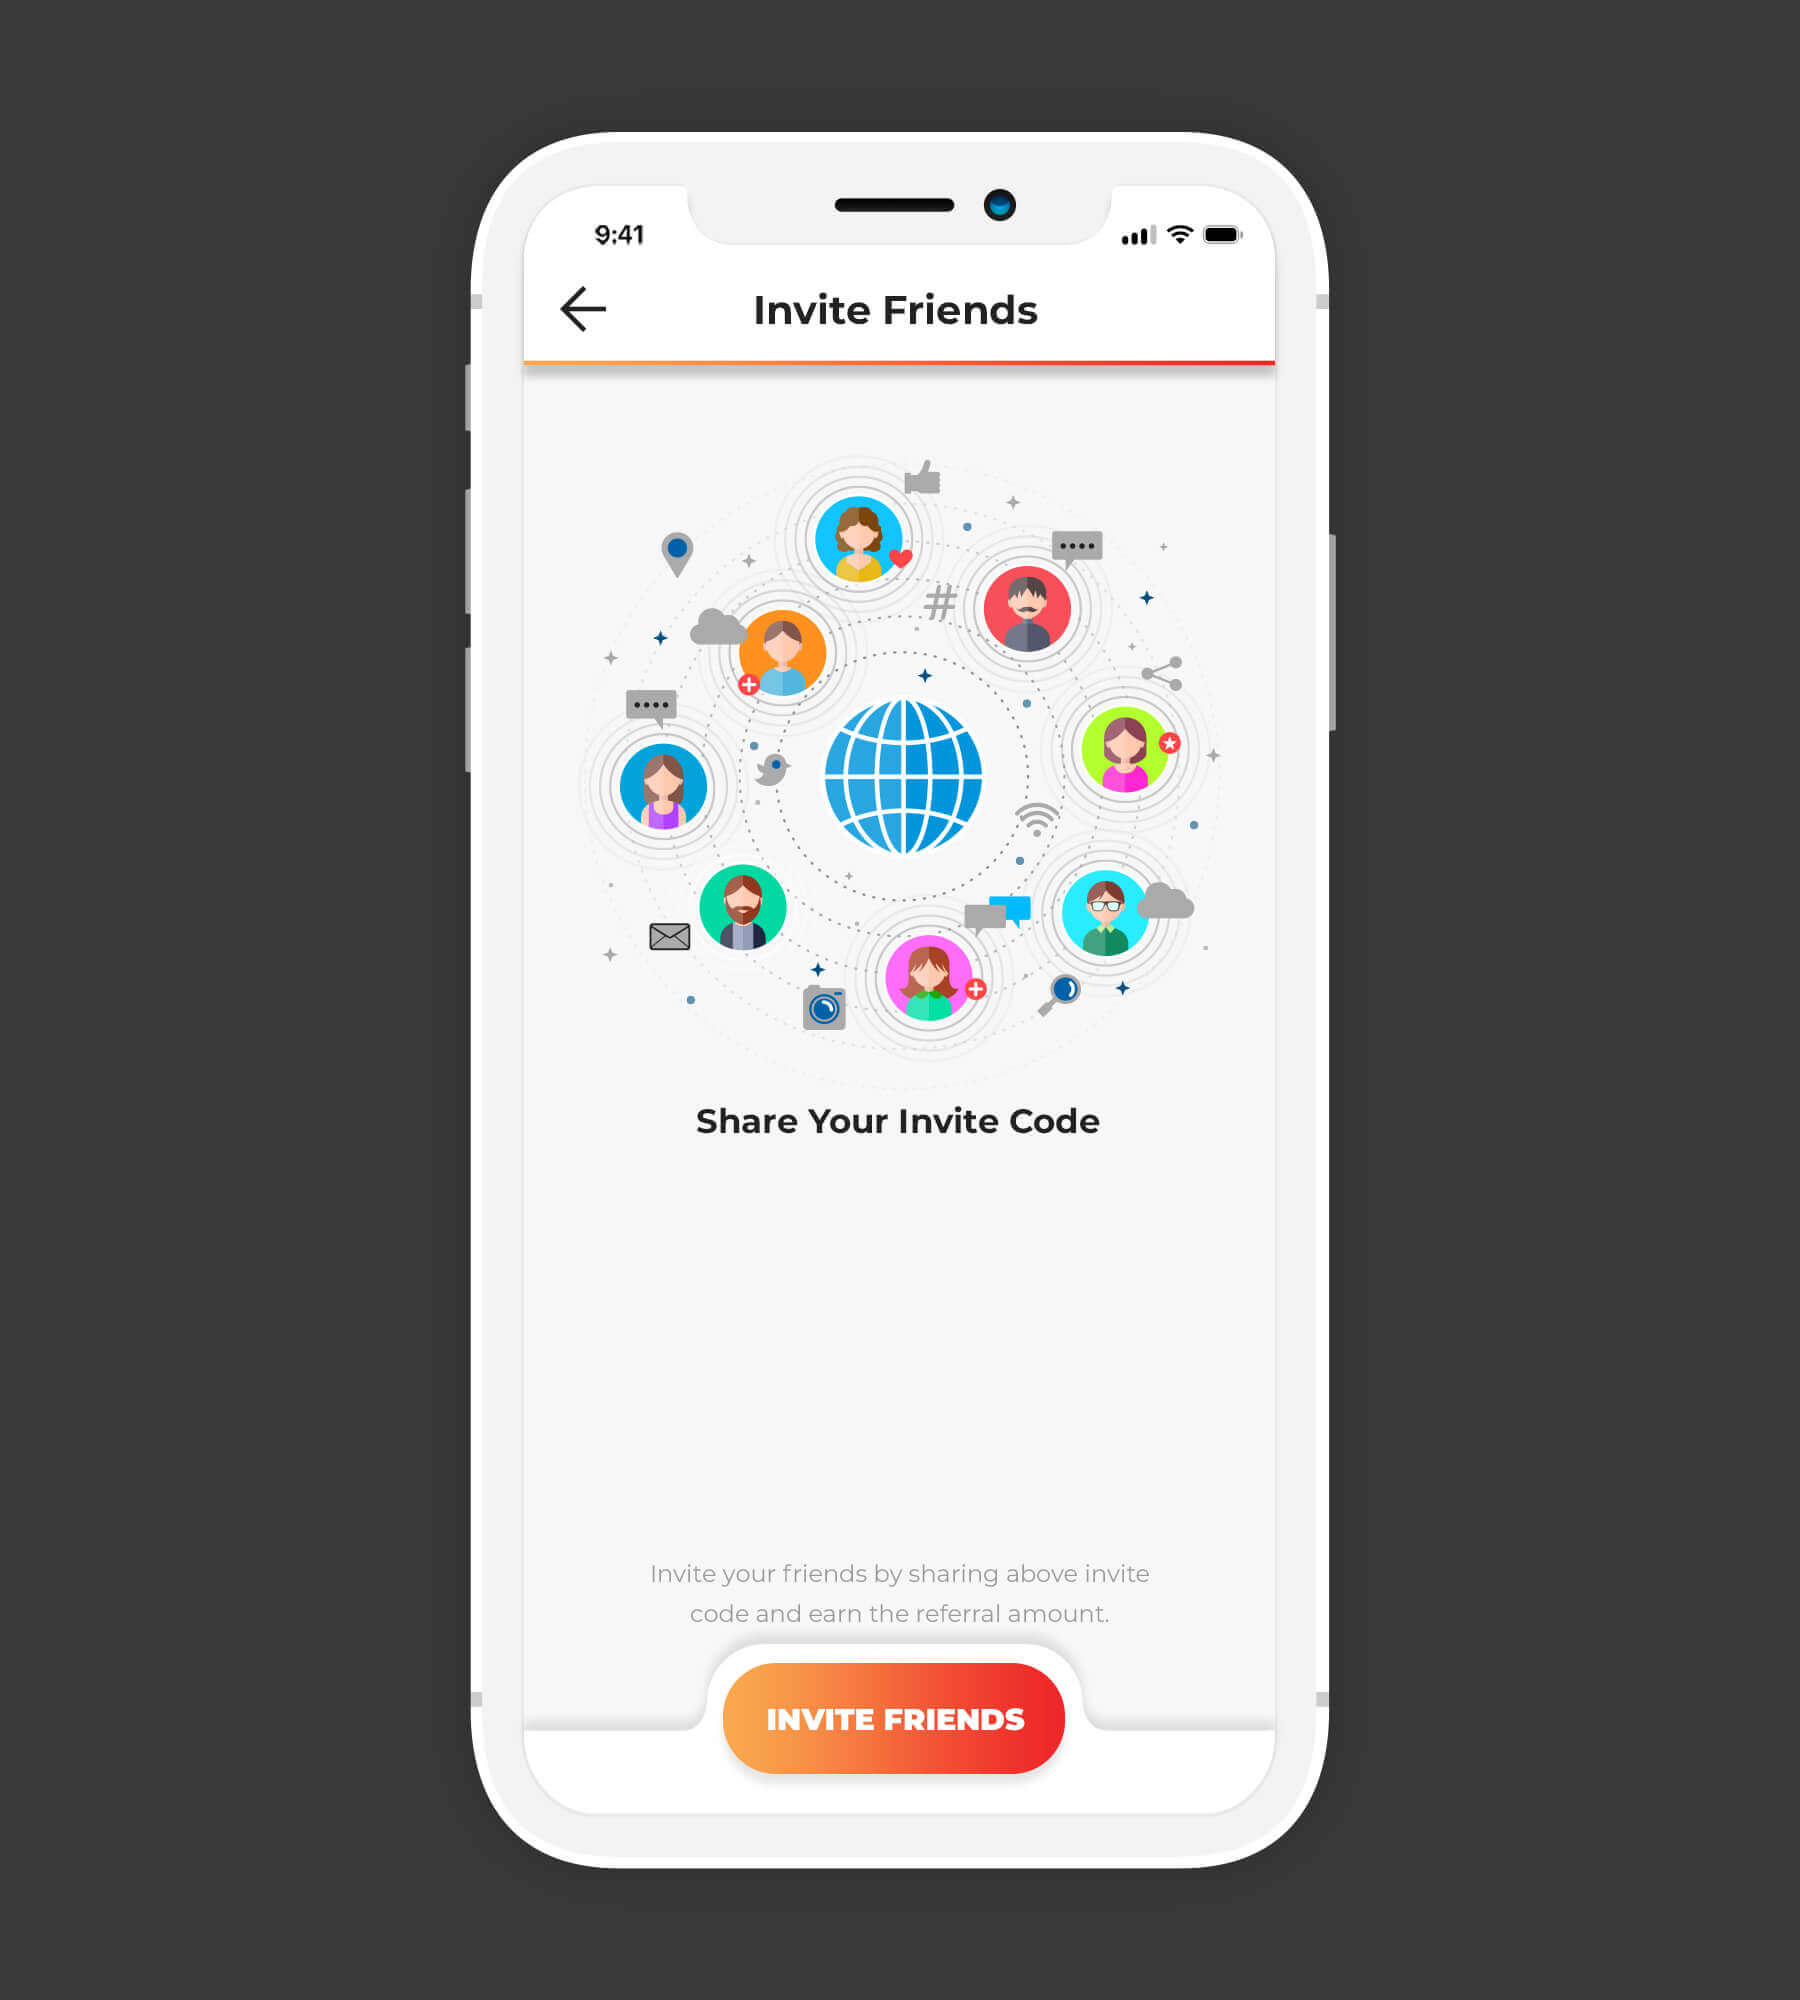 9:41
Invite Friends
Share Your Invite Code
Invite your friends by sharing above invite
code and earn the referral amount.
INVITE FRIENDS